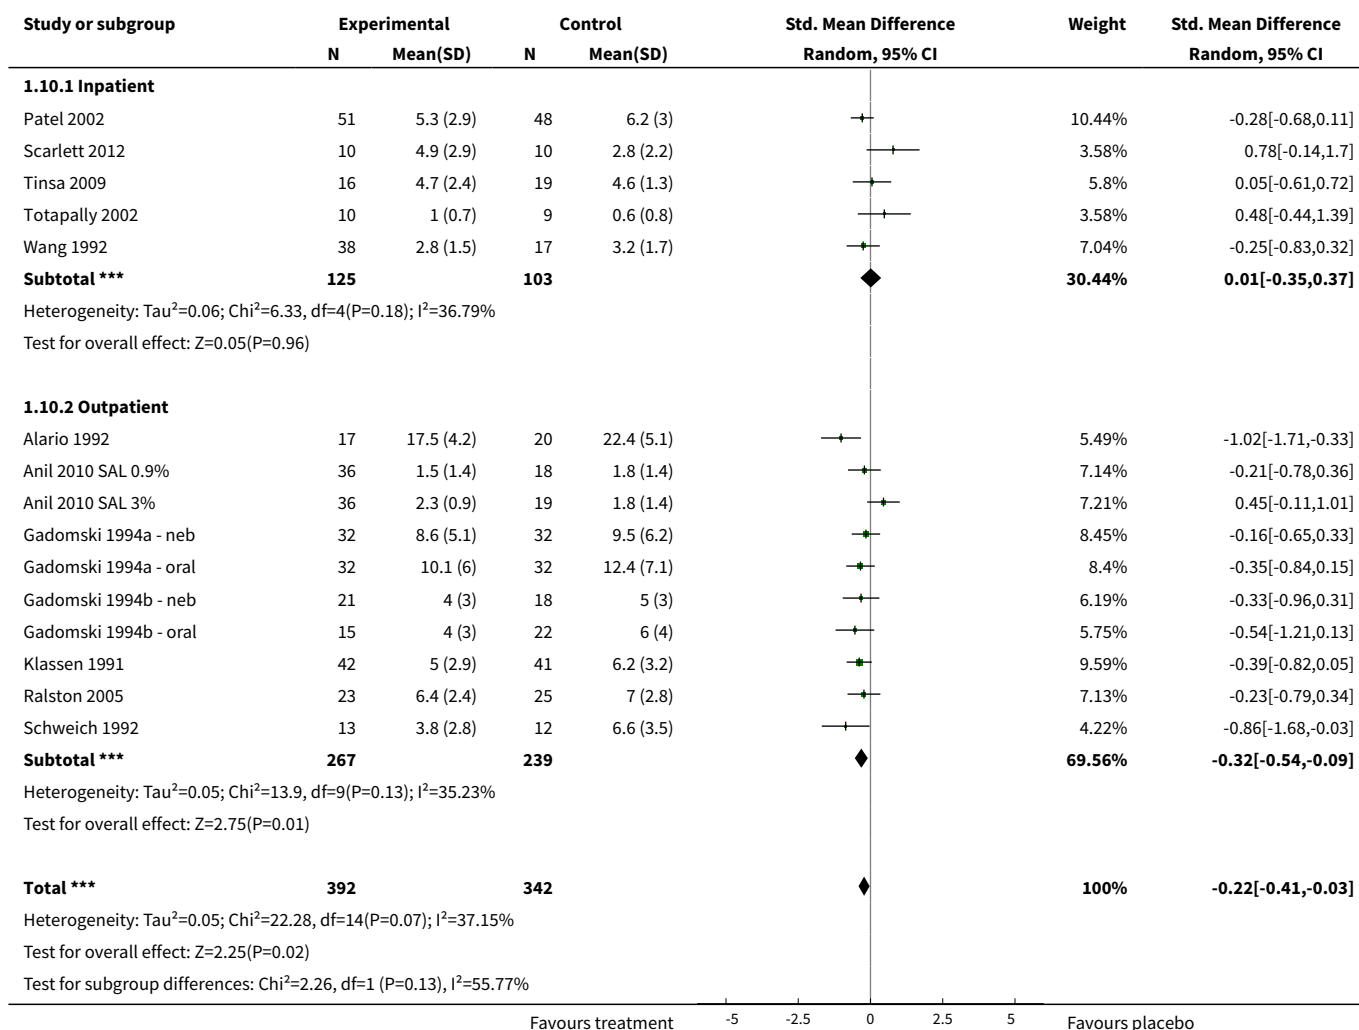 Study or subgroup Experimental Control Std. Mean Difference Weight Std. Mean Difference
N Mean(SD) N Mean(SD) Random, 95% CI Random, 95% CI
1.10.1 Inpatient
Patel 2002 51 5.3 (2.9) 48 6.2 (3) 10.44% -0.28[-0.68,0.11]
Scarlett 2012 10 4.9 (2.9) 10 2.8 (2.2) 3.58% 0.78[-0.14,1.7]
Tinsa 2009 16 4.7 (2.4) 19 4.6 (1.3) 5.8% 0.05[-0.61,0.72]
Totapally 2002 10 1 (0.7) 9 0.6 (0.8) 3.58% 0.48[-0.44,1.39]
Wang 1992 38 2.8 (1.5) 17 3.2 (1.7) 7.04% -0.25[-0.83,0.32]
Subtotal *** 125 103 30.44% 0.01[-0.35,0.37]
Heterogeneity: Tau²=0.06; Chi²=6.33, df=4(P=0.18); I²=36.79%
Test for overall effect: Z=0.05(P=0.96)
1.10.2 Outpatient
Alario 1992 17 17.5 (4.2) 20 22.4 (5.1) 5.49% -1.02[-1.71,-0.33]
Anil 2010 SAL 0.9% 36 1.5 (1.4) 18 1.8 (1.4) 7.14% -0.21[-0.78,0.36]
Anil 2010 SAL 3% 36 2.3 (0.9) 19 1.8 (1.4) 7.21% 0.45[-0.11,1.01]
Gadomski 1994a - neb 32 8.6 (5.1) 32 9.5 (6.2) 8.45% -0.16[-0.65,0.33]
Gadomski 1994a - oral 32 10.1 (6) 32 12.4 (7.1) 8.4% -0.35[-0.84,0.15]
Gadomski 1994b - neb 21 4 (3) 18 5 (3) 6.19% -0.33[-0.96,0.31]
Gadomski 1994b - oral 15 4 (3) 22 6 (4) 5.75% -0.54[-1.21,0.13]
Klassen 1991 42 5 (2.9) 41 6.2 (3.2) 9.59% -0.39[-0.82,0.05]
Ralston 2005 23 6.4 (2.4) 25 7 (2.8) 7.13% -0.23[-0.79,0.34]
Schweich 1992 13 3.8 (2.8) 12 6.6 (3.5) 4.22% -0.86[-1.68,-0.03]
Subtotal *** 267 239 69.56% -0.32[-0.54,-0.09]
Heterogeneity: Tau²=0.05; Chi²=13.9, df=9(P=0.13); I²=35.23%
Test for overall effect: Z=2.75(P=0.01)
Total *** 392 342 100% -0.22[-0.41,-0.03]
Heterogeneity: Tau²=0.05; Chi²=22.28, df=14(P=0.07); I²=37.15%
Test for overall effect: Z=2.25(P=0.02)
Test for subgroup differences: Chi²=2.26, df=1 (P=0.13), I²=55.77%
Favours treatment -5 -2.5 0 2.5 5 Favours placebo